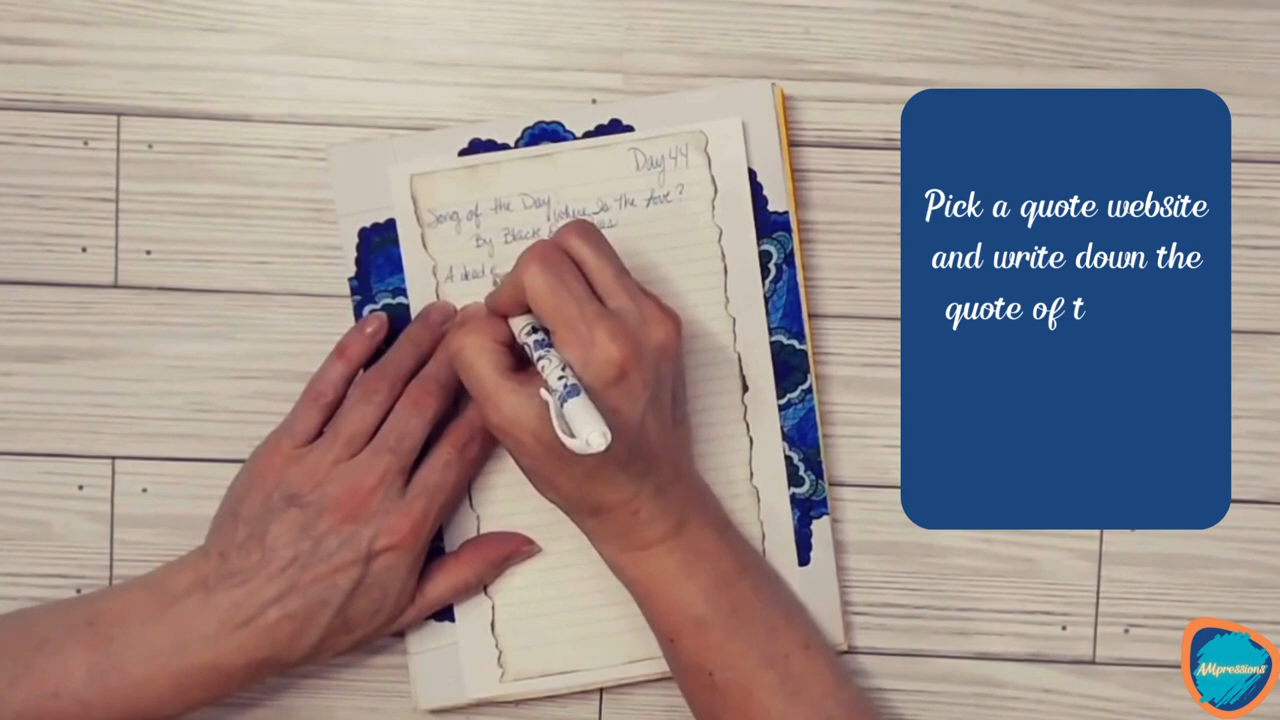 Day 44
Song of the Day
Where Is The Love?
By Black
A
Pick a quote website
and write down the
quote of t
AMpressions